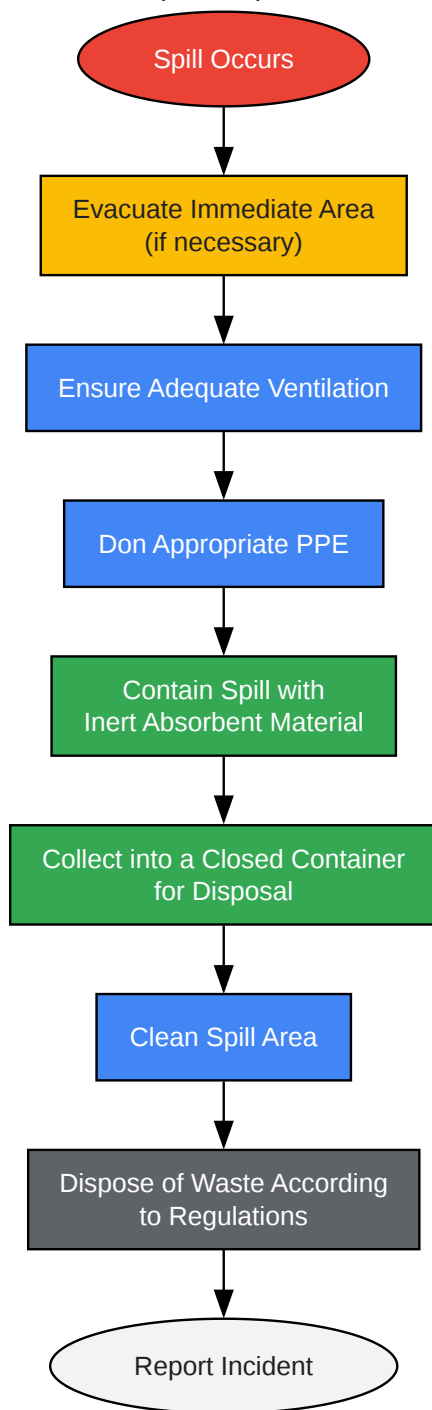 Spill Occurs
Evacuate Immediate Area
(if necessary)
Ensure Adequate Ventilation
Don Appropriate PPE
Contain Spill with
Inert Absorbent Material
Collect into a Closed Container
for Disposal
Clean Spill Area
Dispose of Waste According
to Regulations
Report Incident